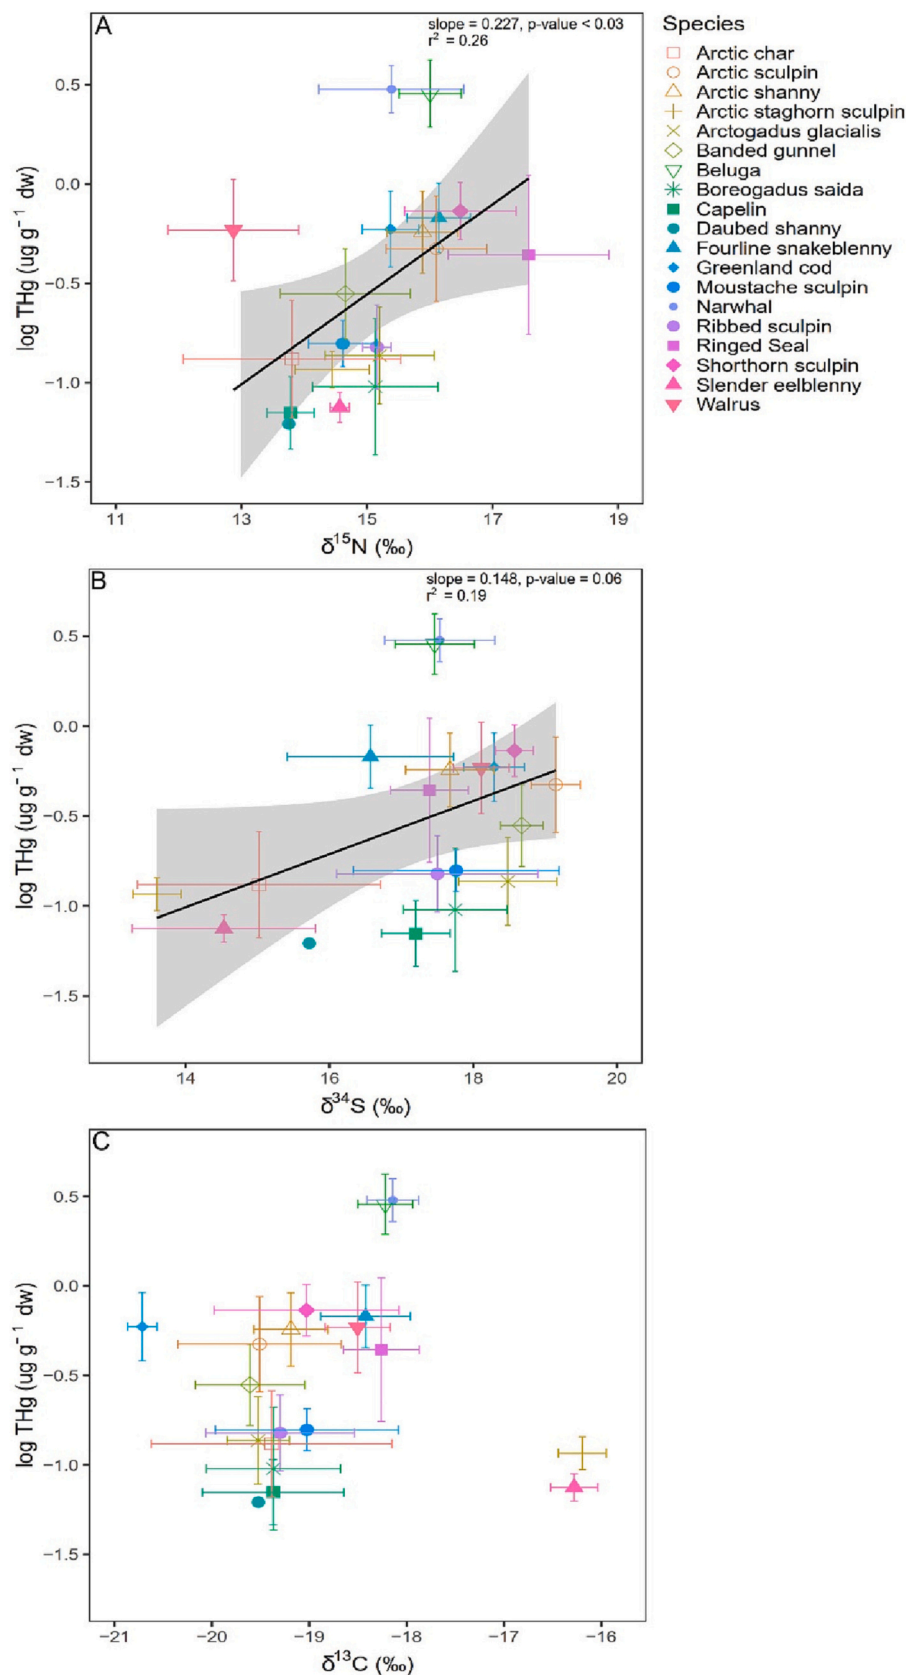 A
slope = 0.227, p-value < 0.03
r² = 0.26
0.5
0.0
−0.5
−1.0
−1.5
log THg (ug g⁻¹ dw)
11 13 15 17 19
δ¹⁵N (‰)
Species
Arctic char
Arctic sculpin
Arctic shanny
Arctic staghorn sculpin
Arctogadus glacialis
Banded gunnel
Beluga
Boreogadus saida
Capelin
Daubed shanny
Fourline snakeblenny
Greenland cod
Moustache sculpin
Narwhal
Ribbed sculpin
Ringed Seal
Shorthorn sculpin
Slender eelblenny
Walrus
B
slope = 0.148, p-value = 0.06
r² = 0.19
0.5
0.0
−0.5
−1.0
−1.5
log THg (ug g⁻¹ dw)
14 16 18 20
δ³⁴S (‰)
C
0.5
0.0
−0.5
−1.0
−1.5
log THg (ug g⁻¹ dw)
−21 −20 −19 −18 −17 −16
δ¹³C (‰)